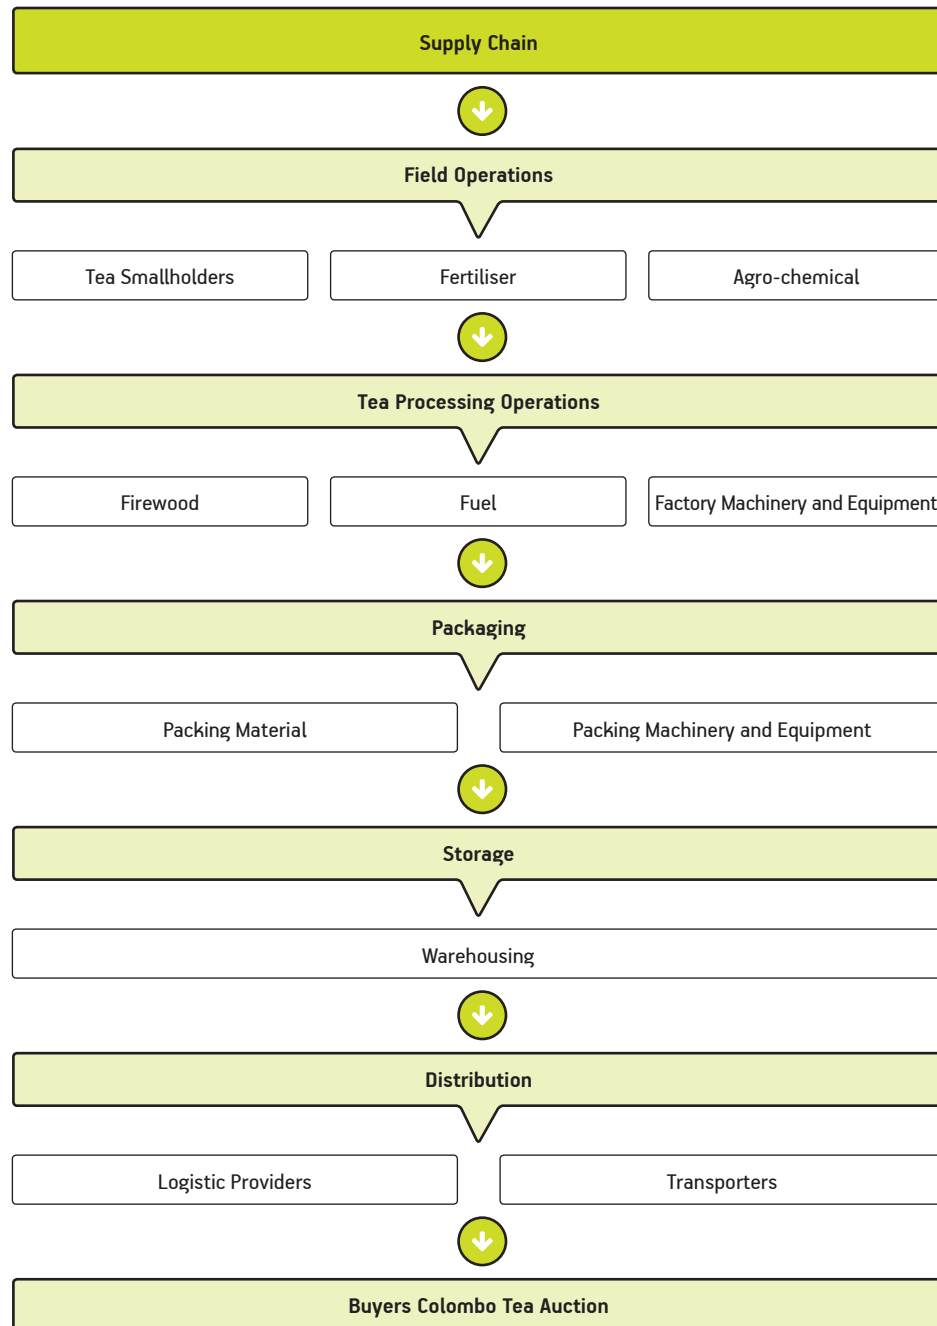 Supply Chain
Field Operations
Tea Smallholders
Fertiliser
Agro-chemical
Tea Processing Operations
Firewood
Fuel
Factory Machinery and Equipment
Packaging
Packing Material
Packing Machinery and Equipment
Storage
Warehousing
Distribution
Logistic Providers
Transporters
Buyers Colombo Tea Auction